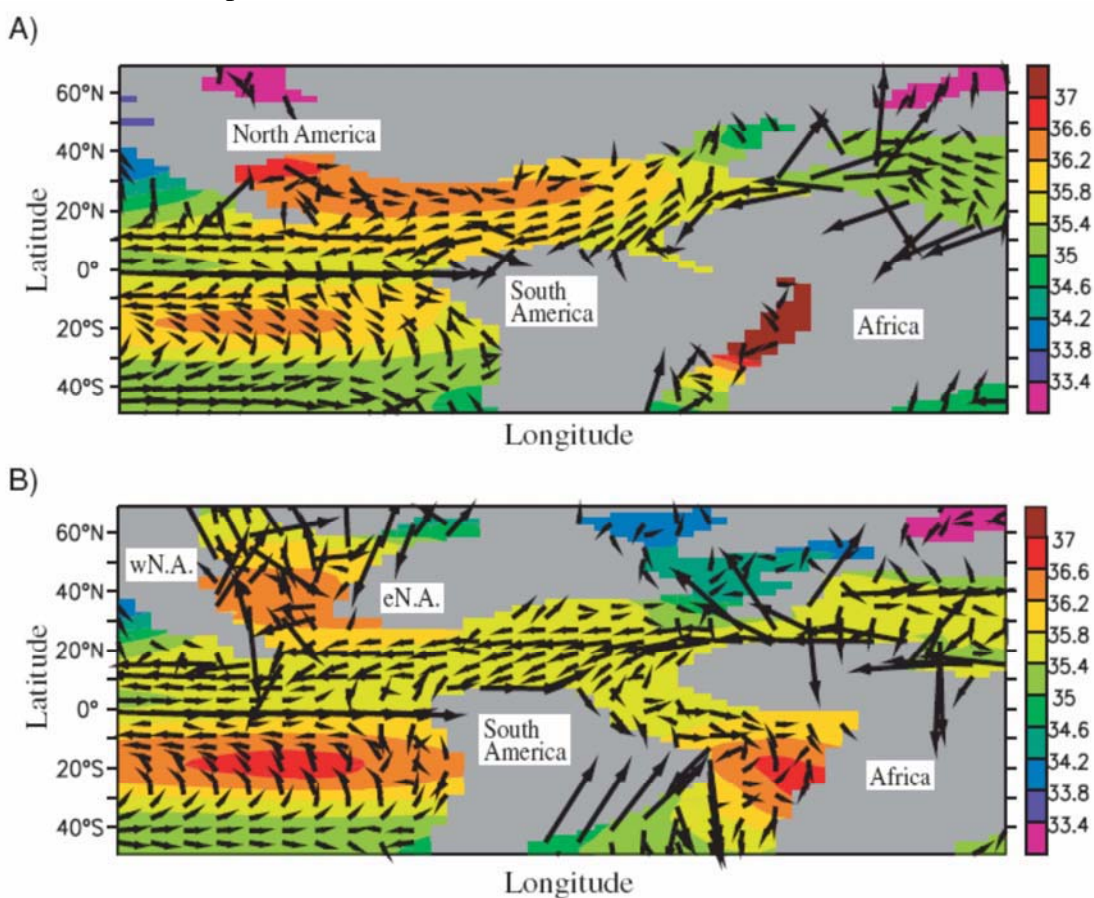 A)
60°N
40°N
20°N
0°
20°S
40°S
Latitude
North America
South
America
Africa
37
36.6
36.2
35.8
35.4
35
34.6
34.2
33.8
33.4
Longitude
B)
60°N
40°N
20°N
0°
20°S
40°S
Latitude
wN.A.
eN.A.
South
America
Africa
37
36.6
36.2
35.8
35.4
35
34.6
34.2
33.8
33.4
Longitude